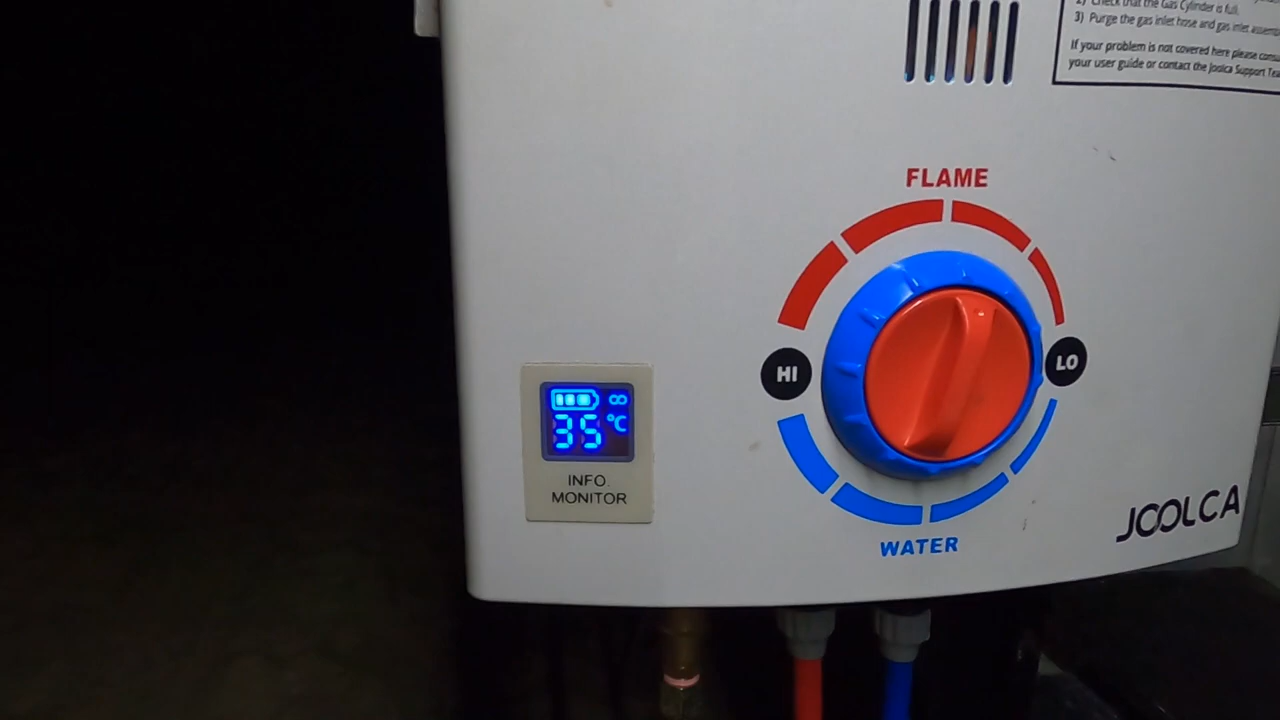 2) Check that the Gas Cylinder is full.
3) Purge the gas inlet hose and gas inlet
If your problem is not covered here please
your user guide or contact the Joolca Support
FLAME
HI
LO
∞
35 °C
INFO.
MONITOR
JOOLCA
WATER